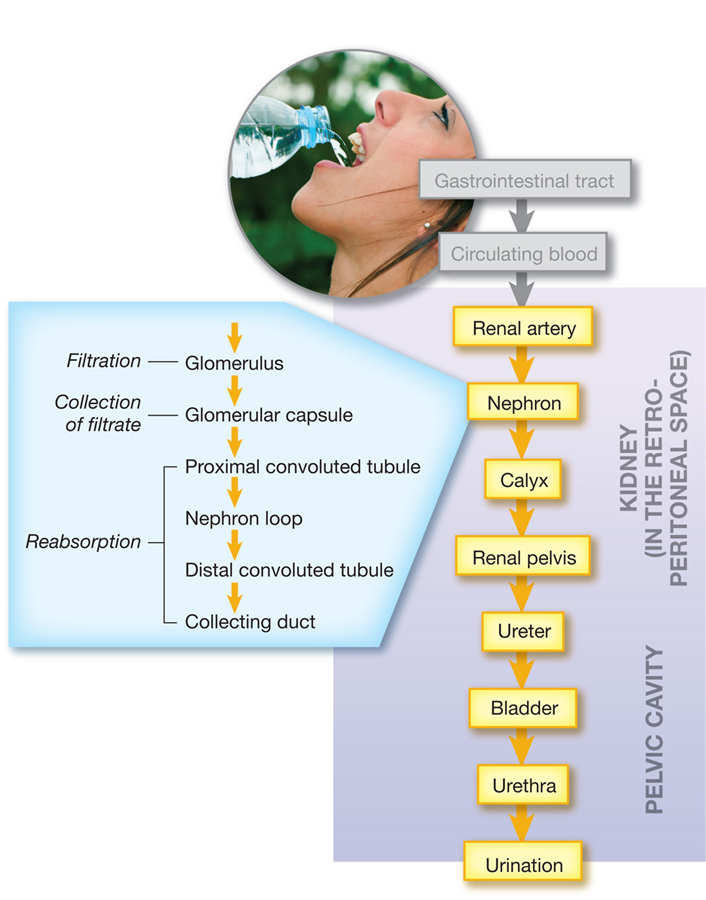 Gastrointestinal tract
Circulating blood
Renal artery
Nephron
Calyx
Renal pelvis
Ureter
Bladder
Urethra
Urination
Filtration
Glomerulus
Collection
of filtrate
Glomerular capsule
Proximal convoluted tubule
Nephron loop
Reabsorption
Distal convoluted tubule
Collecting duct
KIDNEY
(IN THE RETRO-
PERITONEAL SPACE)
PELVIC CAVITY